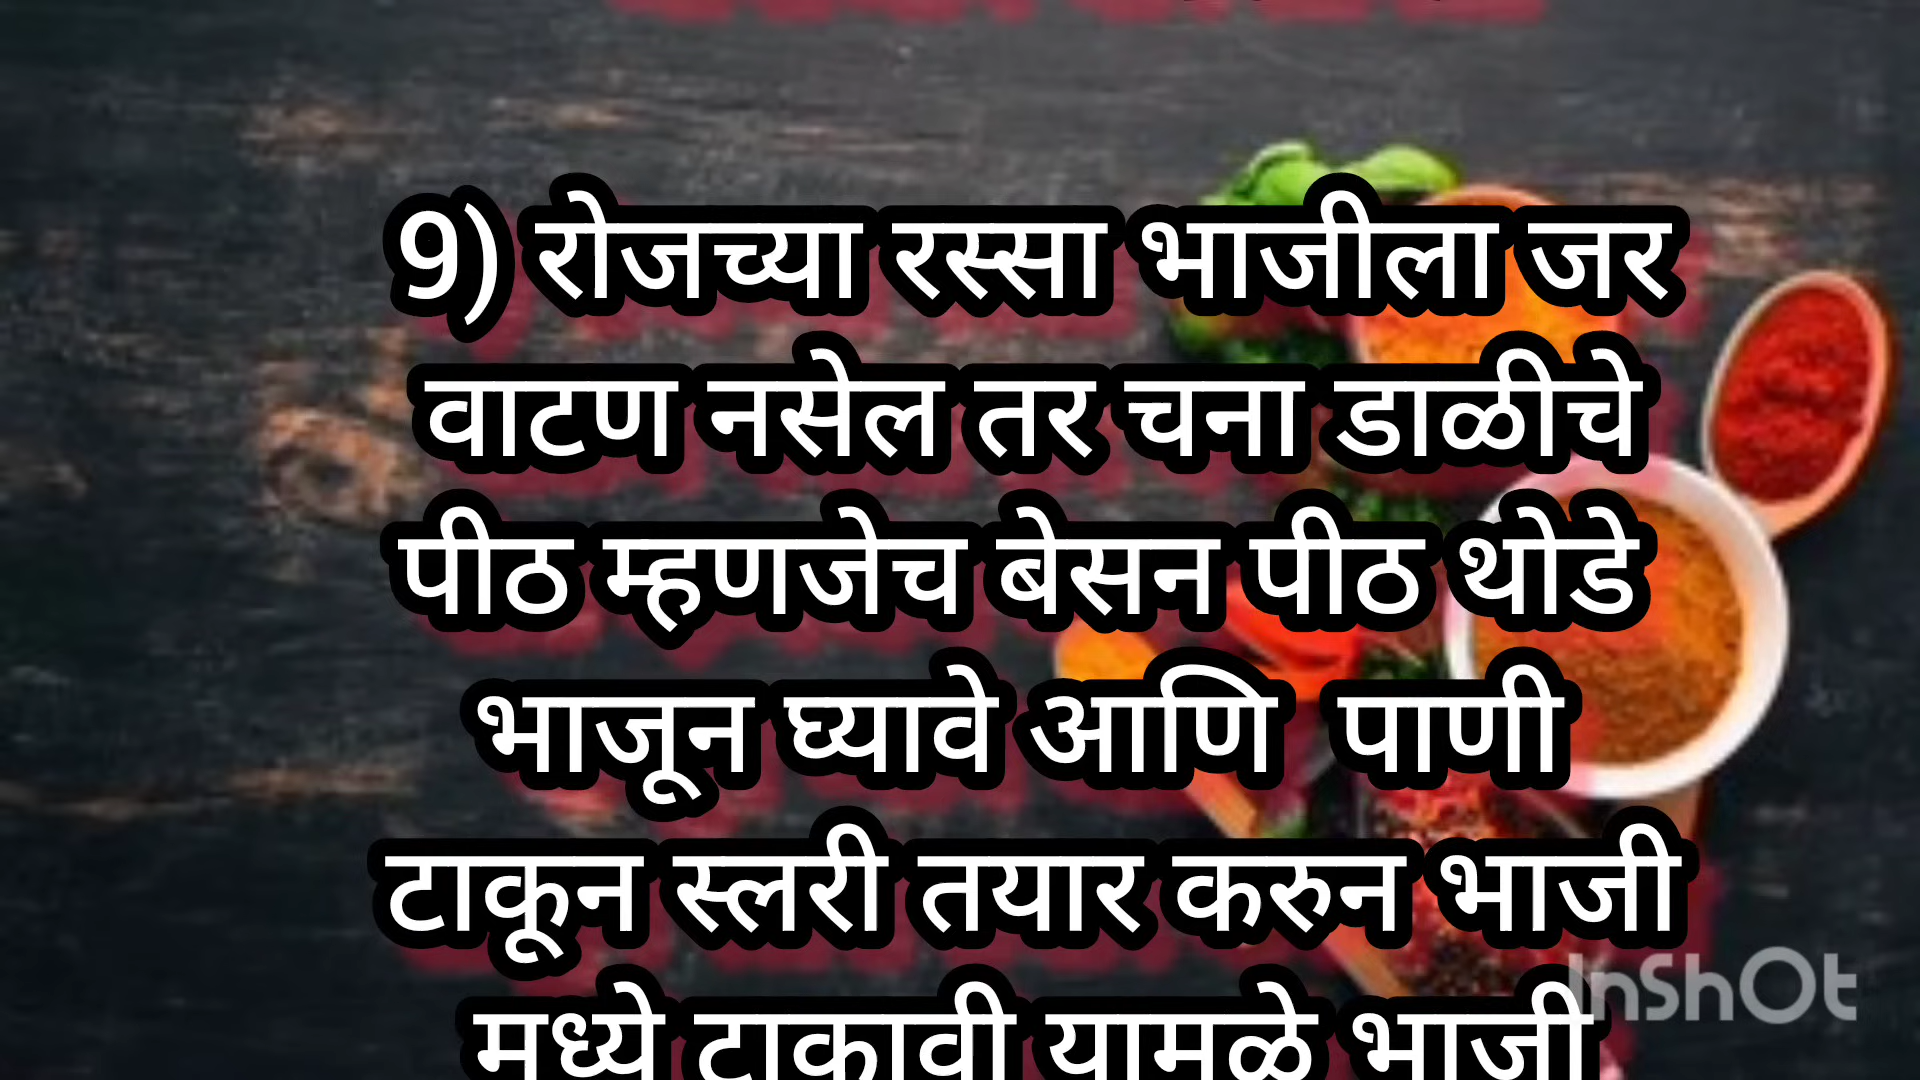 9) रोजच्या रस्सा भाजीला जर
वाटण नसेल तर चना डाळीचे
पीठ म्हणजेच बेसन पीठ थोडे
भाजून घ्यावे आणि पाणी
टाकून स्लरी तयार करुन भाजी
मध्ये टाकावी यामुळे भाजी
InShOt